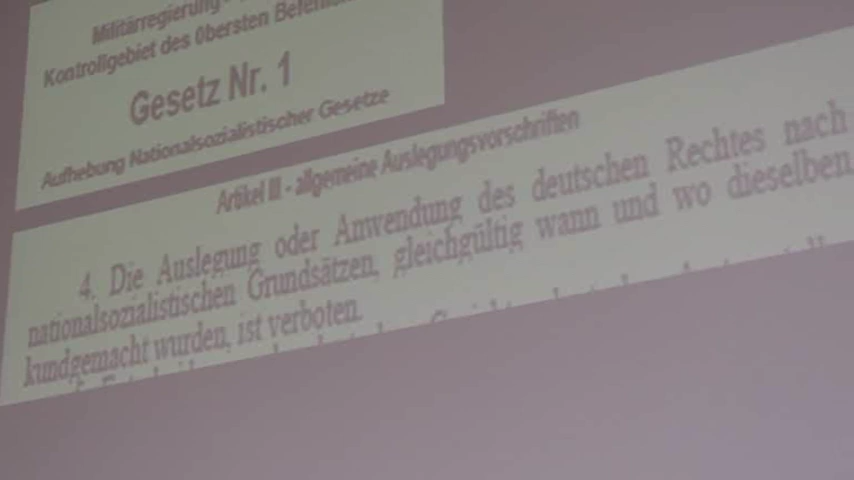 Militärregierung -
Kontrollgebiet des Obersten
Gesetz Nr. 1
Aufhebung Nationalsozialistischer Gesetze
Artikel III - allgemeine Auslegungsvorschriften
4. Die Auslegung oder Anwendung des deutschen Rechtes nach
nationalsozialistischen Grundsätzen, gleichgültig wann und wo dieselben
kundgemacht wurden, ist verboten.